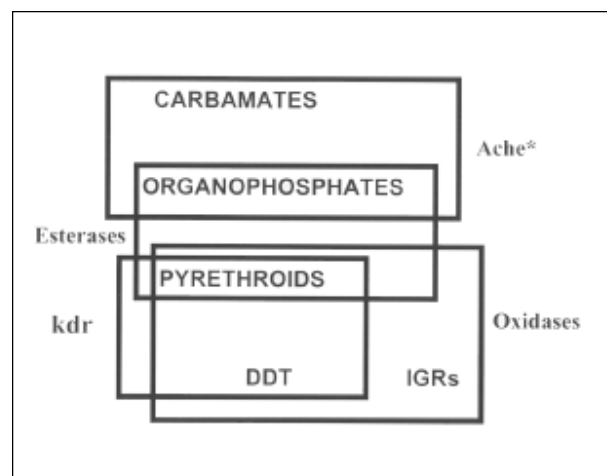 CARBAMATES
Ache*
ORGANOPHOSPHATES
Esterases
PYRETHROIDS
kdr
Oxidases
DDT
IGRs